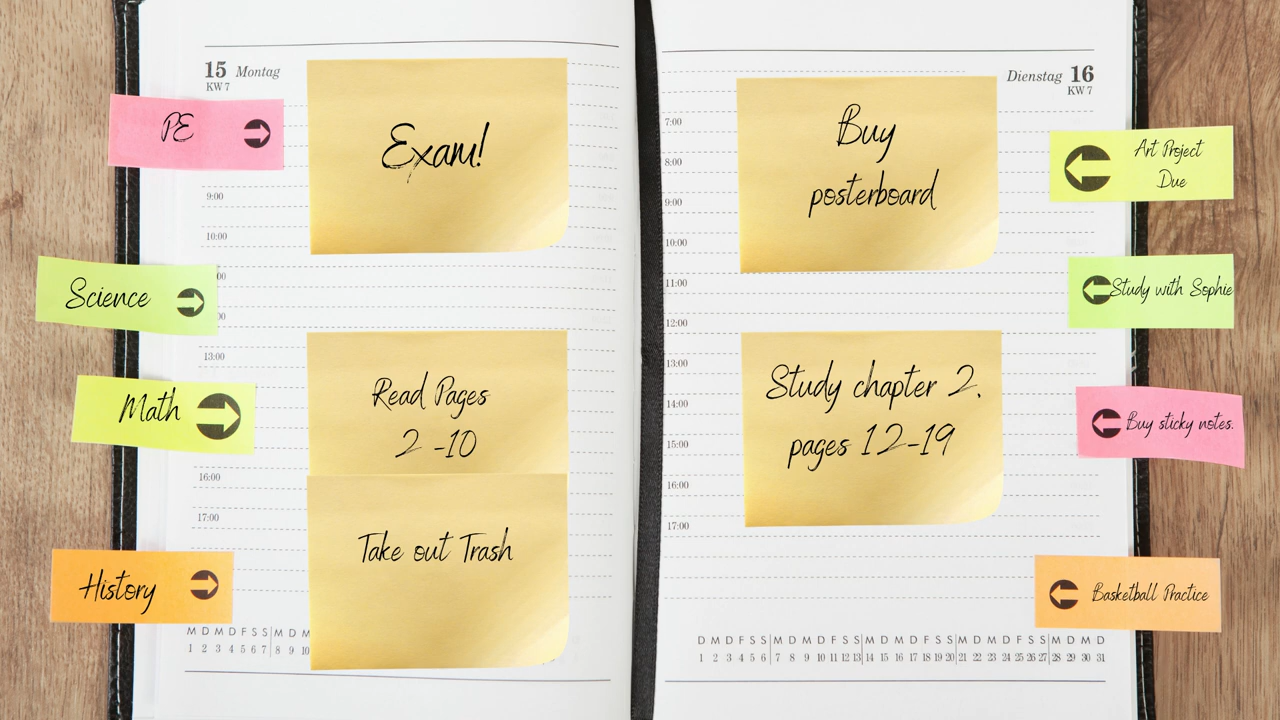 15 Montag
KW 7
PE
Exam!
9:00
10:00
Science
00
00
13:00
Math
Read Pages
2 -10
16:00
17:00
Take out Trash
History
M D M D F S S M D M
1 2 3 4 5 6 7 8 9 10
Dienstag 16
KW 7
7:00
8:00
9:00
10:00
11:00
12:00
13:00
14:00
15:00
16:00
17:00
Buy
posterboard
Art Project
Due
Study with Sophie
Study chapter 2.
pages 12-19
Buy sticky notes.
Basketball Practice
D M D F S S M D M D F S S M D M D F S S M D M D F S S M D M D
1 2 3 4 5 6 7 8 9 10 11 12 13 14 15 16 17 18 19 20 21 22 23 24 25 26 27 28 29 30 31